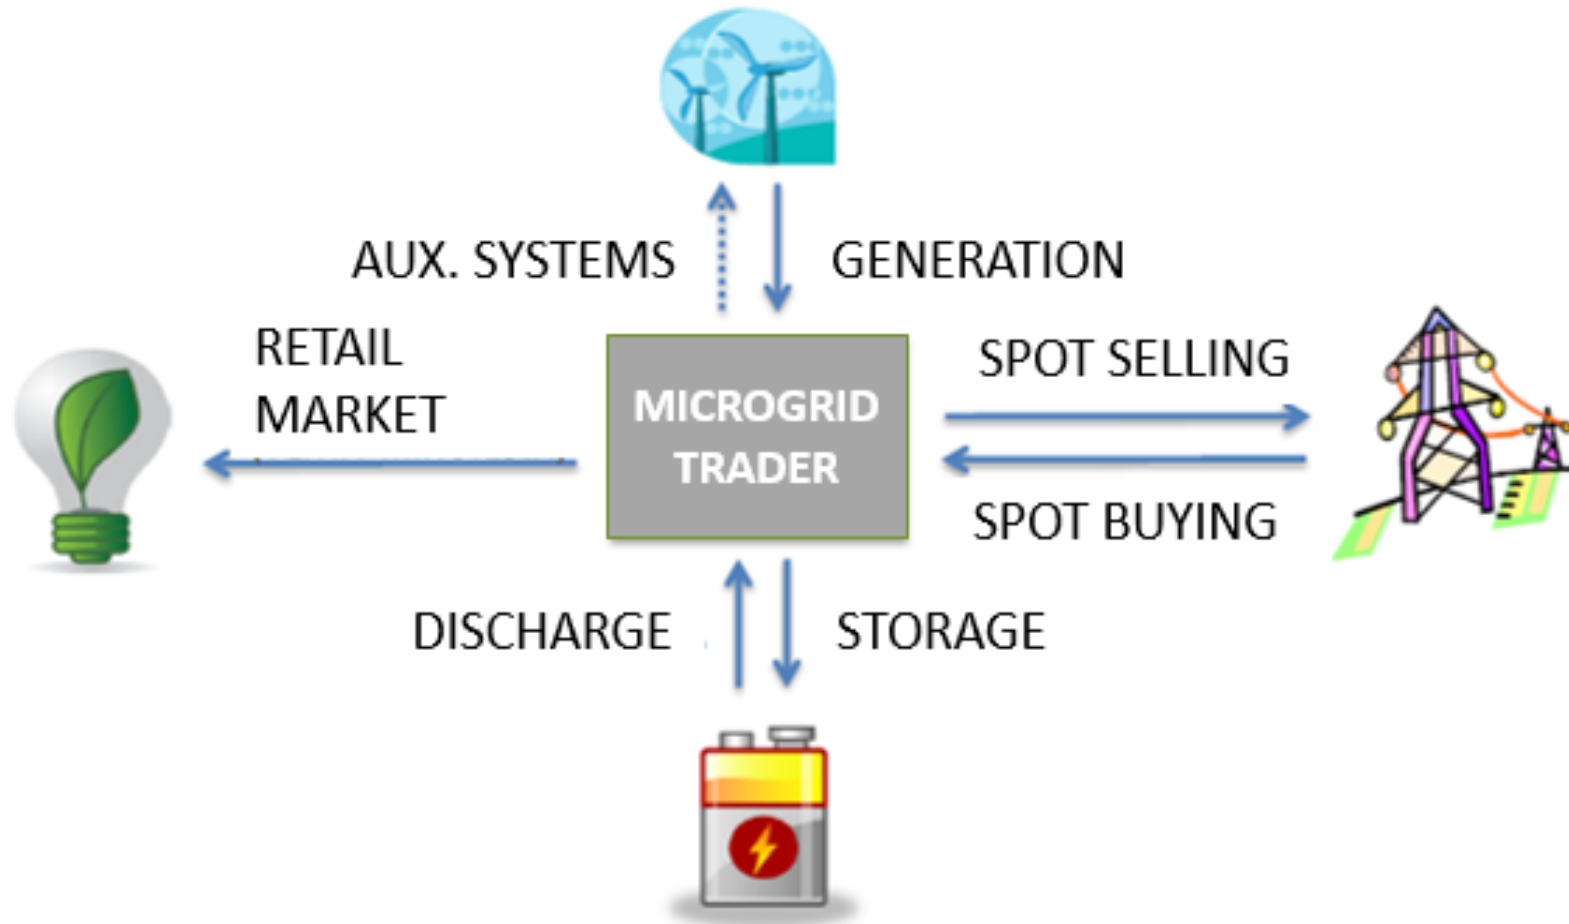 AUX. SYSTEMS
GENERATION
RETAIL
MARKET
MICROGRID
TRADER
SPOT SELLING
SPOT BUYING
DISCHARGE
STORAGE